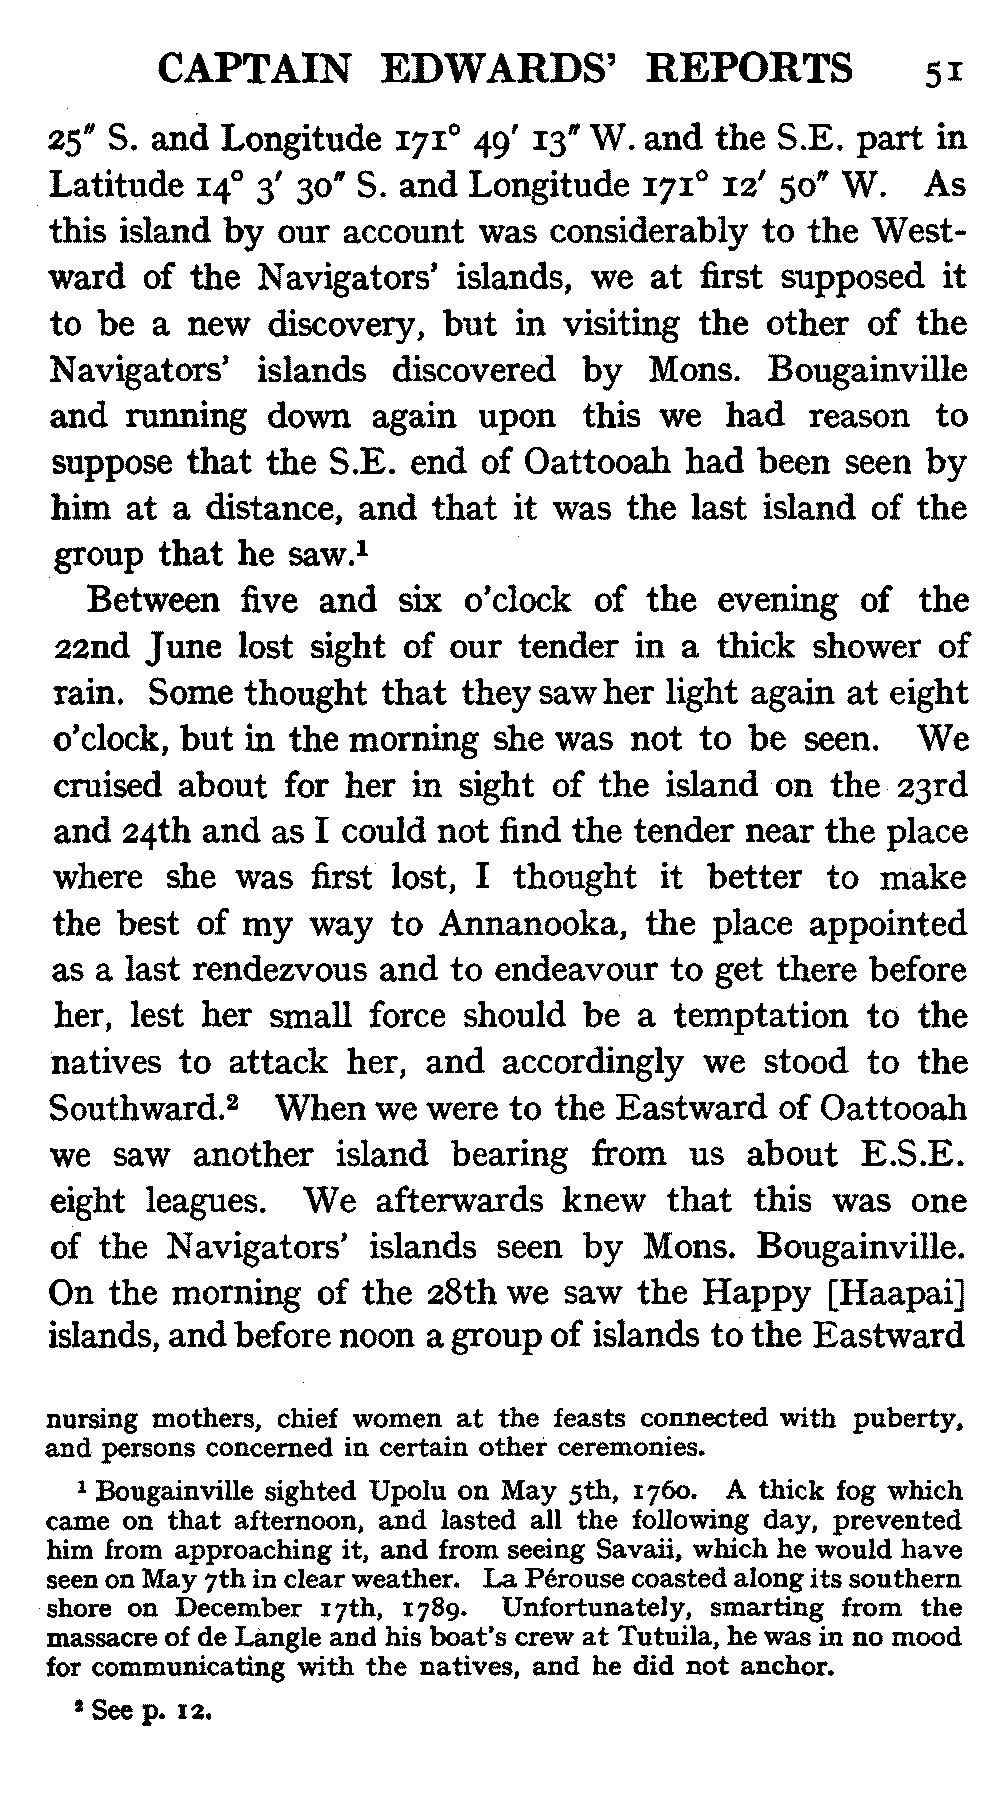 CAPTAIN EDWARDS' REPORTS 51
25″ S. and Longitude 171° 49′ 13″ W. and the S.E. part in
Latitude 14° 3′ 30″ S. and Longitude 171° 12′ 50″ W. As
this island by our account was considerably to the West-
ward of the Navigators' islands, we at first supposed it
to be a new discovery, but in visiting the other of the
Navigators' islands discovered by Mons. Bougainville
and running down again upon this we had reason to
suppose that the S.E. end of Oattooah had been seen by
him at a distance, and that it was the last island of the
group that he saw.¹
Between five and six o'clock of the evening of the
22nd June lost sight of our tender in a thick shower of
rain. Some thought that they saw her light again at eight
o'clock, but in the morning she was not to be seen. We
cruised about for her in sight of the island on the 23rd
and 24th and as I could not find the tender near the place
where she was first lost, I thought it better to make
the best of my way to Annanooka, the place appointed
as a last rendezvous and to endeavour to get there before
her, lest her small force should be a temptation to the
natives to attack her, and accordingly we stood to the
Southward.² When we were to the Eastward of Oattooah
we saw another island bearing from us about E.S.E.
eight leagues. We afterwards knew that this was one
of the Navigators' islands seen by Mons. Bougainville.
On the morning of the 28th we saw the Happy [Haapai]
islands, and before noon a group of islands to the Eastward
nursing mothers, chief women at the feasts connected with puberty,
and persons concerned in certain other ceremonies.
¹ Bougainville sighted Upolu on May 5th, 1760. A thick fog which
came on that afternoon, and lasted all the following day, prevented
him from approaching it, and from seeing Savaii, which he would have
seen on May 7th in clear weather. La Pérouse coasted along its southern
shore on December 17th, 1789. Unfortunately, smarting from the
massacre of de Langle and his boat's crew at Tutuila, he was in no mood
for communicating with the natives, and he did not anchor.
² See p. 12.